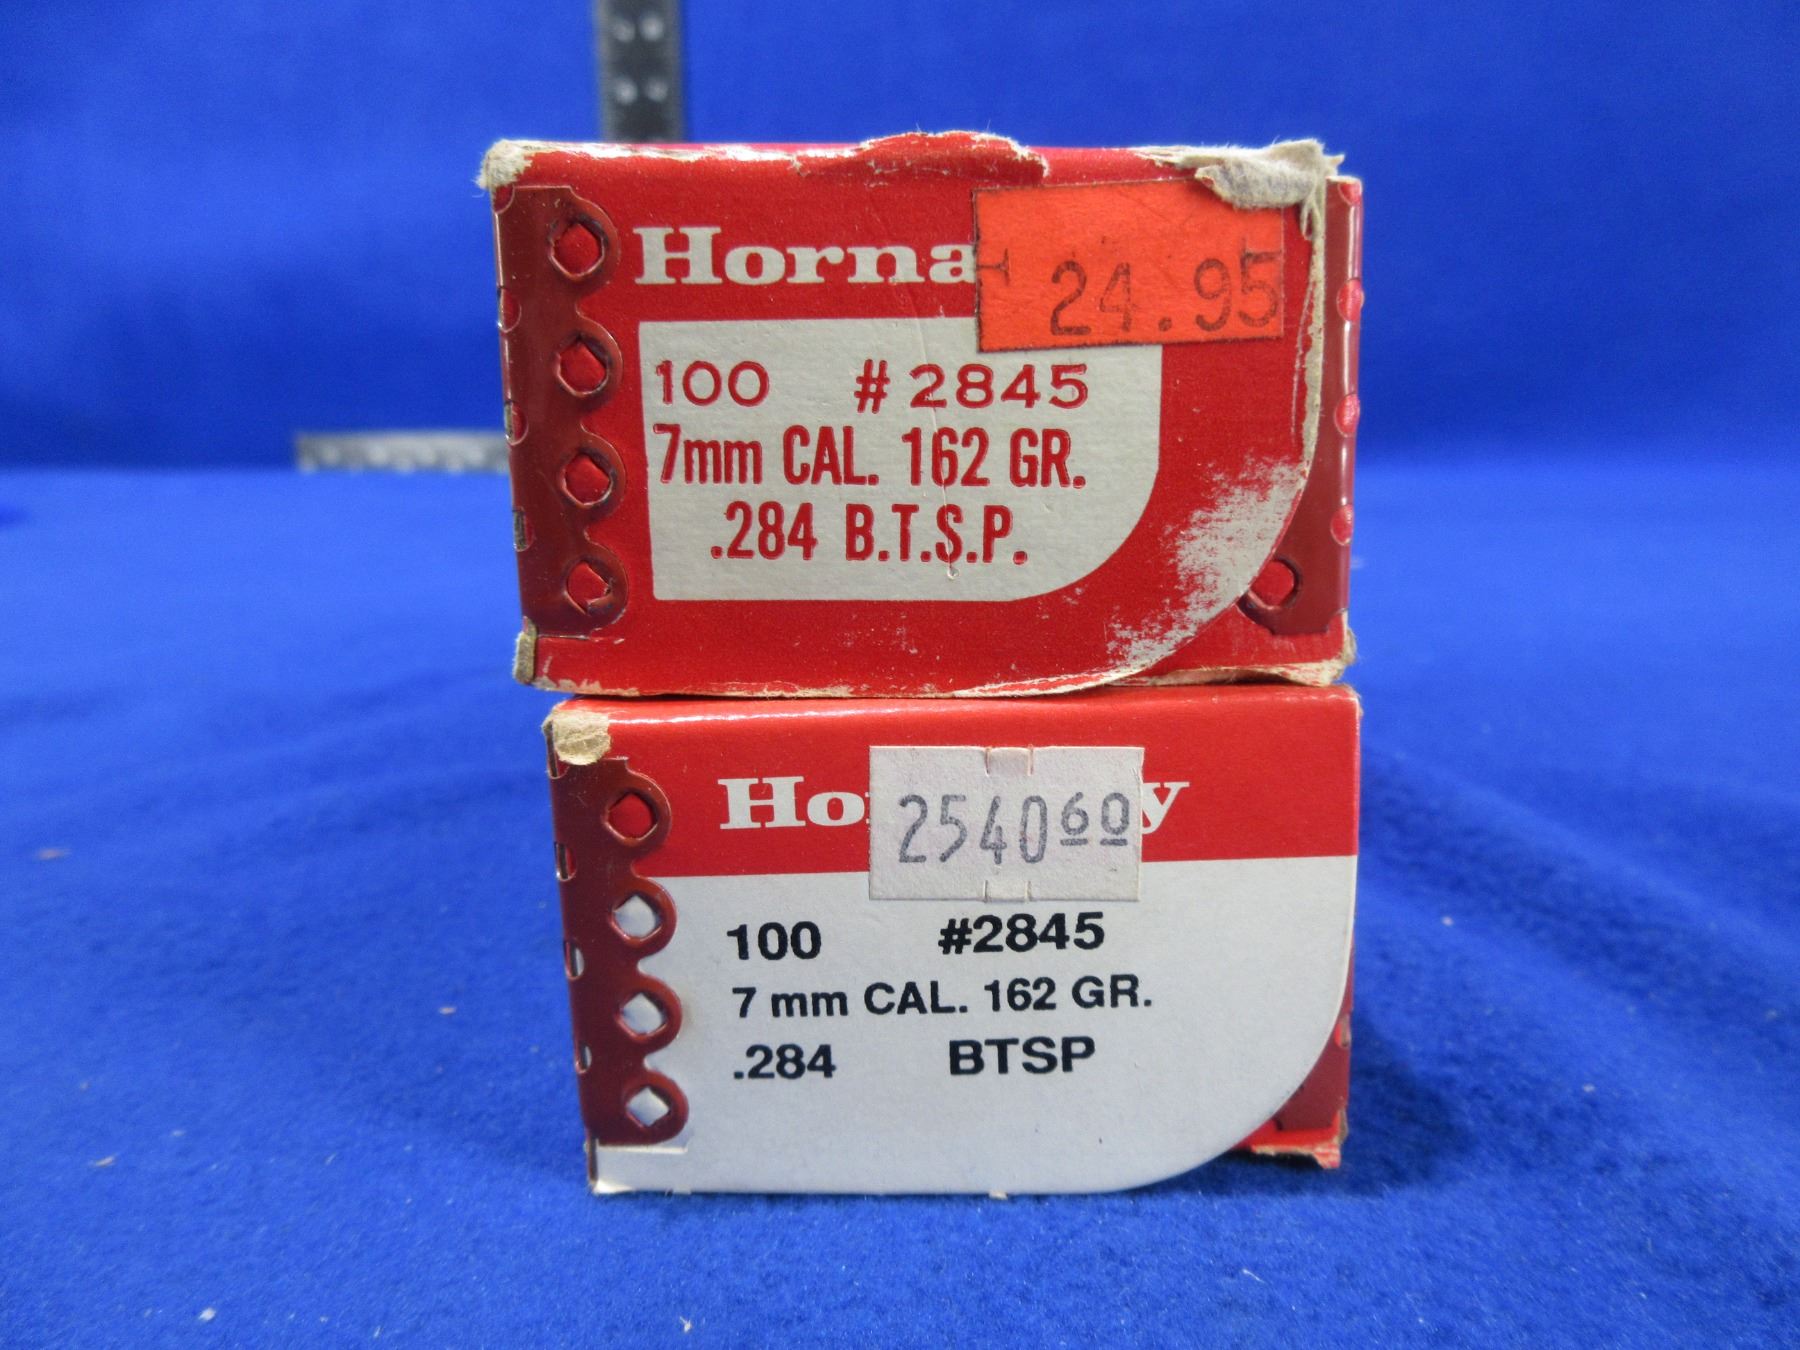 Horna
24.95
100 #2845
7mm CAL. 162 GR.
.284 B.T.S.P.
Ho y
254060
100 #2845
7 mm CAL. 162 GR.
.284 BTSP